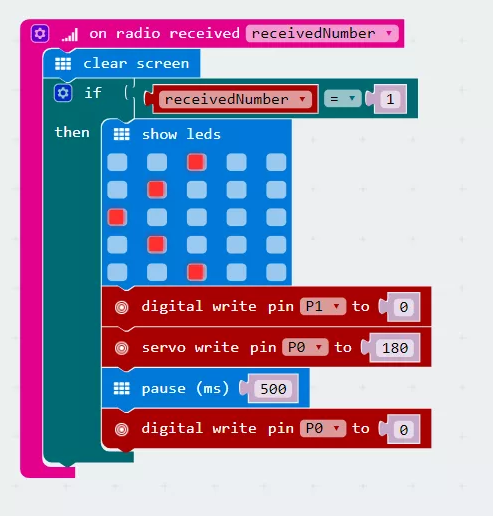 on radio received receivedNumber
clear screen
if receivedNumber = 1
then show leds
digital write pin P1 to 0
servo write pin P0 to 180
pause (ms) 500
digital write pin P0 to 0